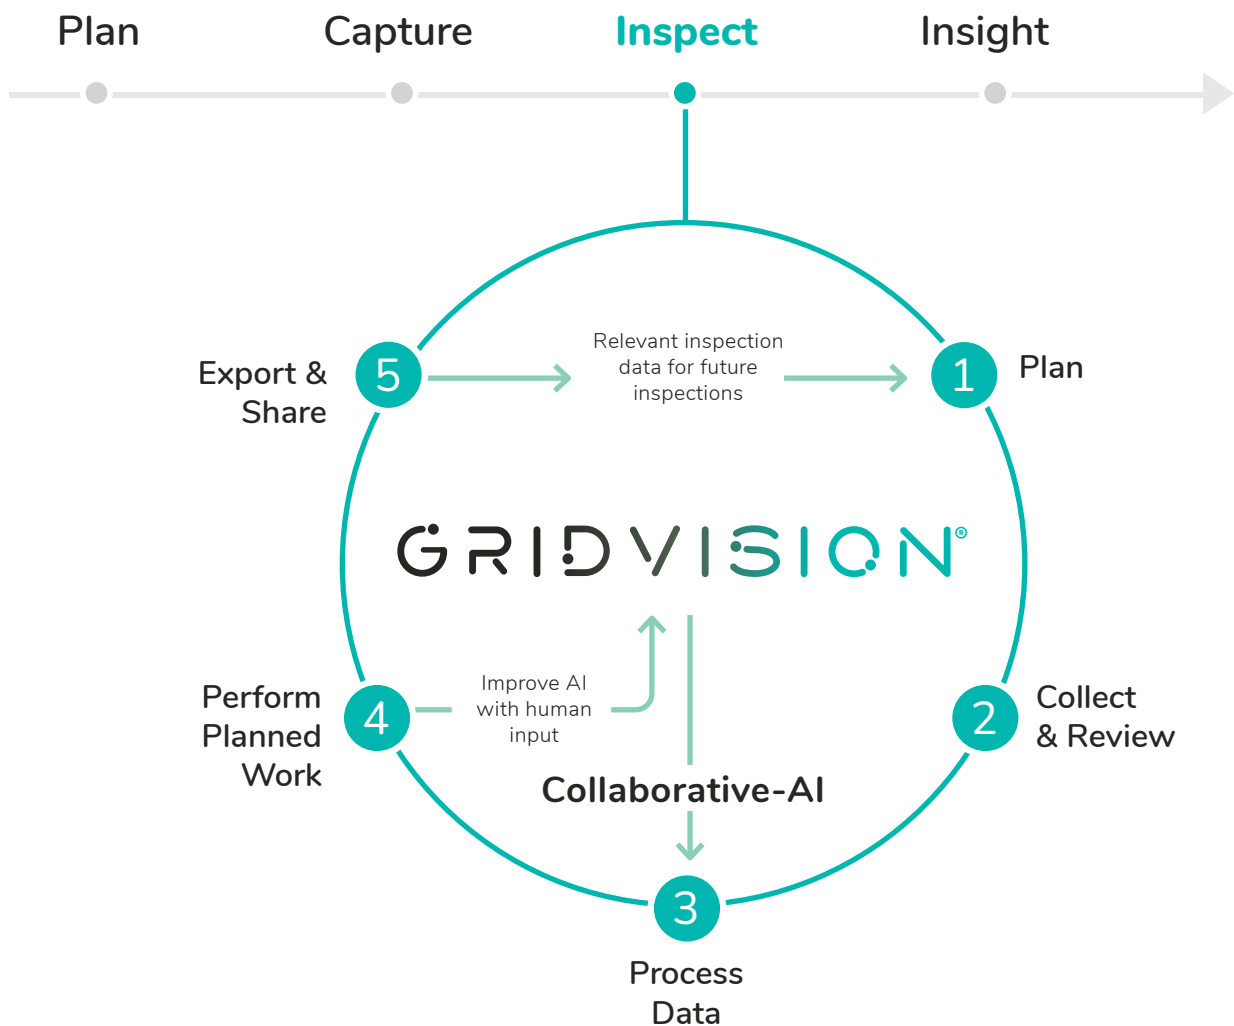 Plan
Capture
Inspect
Insight
Relevant inspection
data for future
inspections
5
Export &
Share
1
Plan
GRIDVISION®
4
Perform
Planned
Work
Improve AI
with human
input
2
Collect
& Review
Collaborative-AI
3
Process
Data